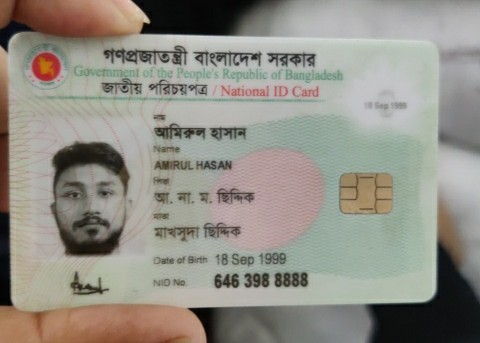 গণপ্রজাতন্ত্রী বাংলাদেশ সরকার
Government of the People's Republic of Bangladesh
জাতীয় পরিচয়পত্র / National ID Card
18 Sep 1999
নাম
আমিরুল হাসান
Name
AMIRUL HASAN
পিতা
আ. না. ম. ছিদ্দিক
মাতা
মাখসুদা ছিদ্দিক
Date of Birth 18 Sep 1999
NID No. 646 398 8888